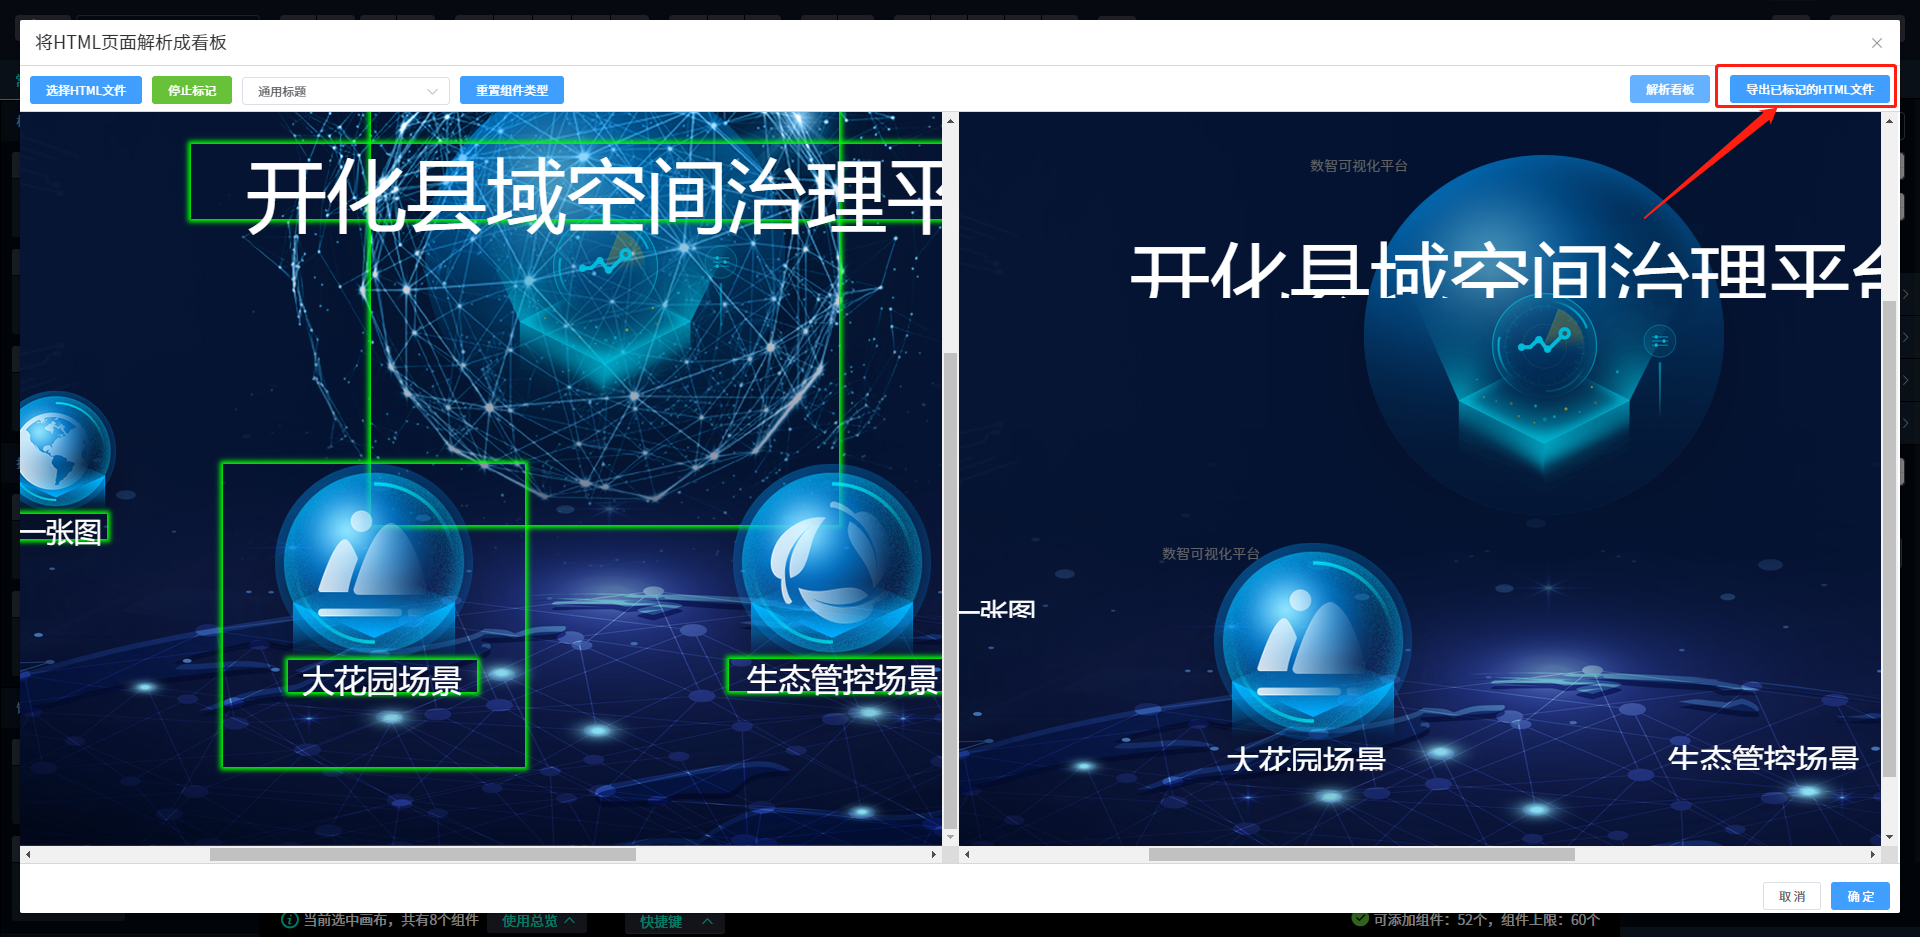 将HTML页面解析成看板
选择HTML文件
停止标记
通用标题
重置组件类型
解析看板
导出已标记的HTML文件
开化县域空间治理平
一张图
大花园场景
生态管控场景
数智可视化平台
开化县域空间治理平台
数智可视化平台
一张图
大花园场景
生态管控场景
取消
确定
当前选中画布，共有8个组件
使用总览
快捷键
可添加组件：52个，组件上限：60个